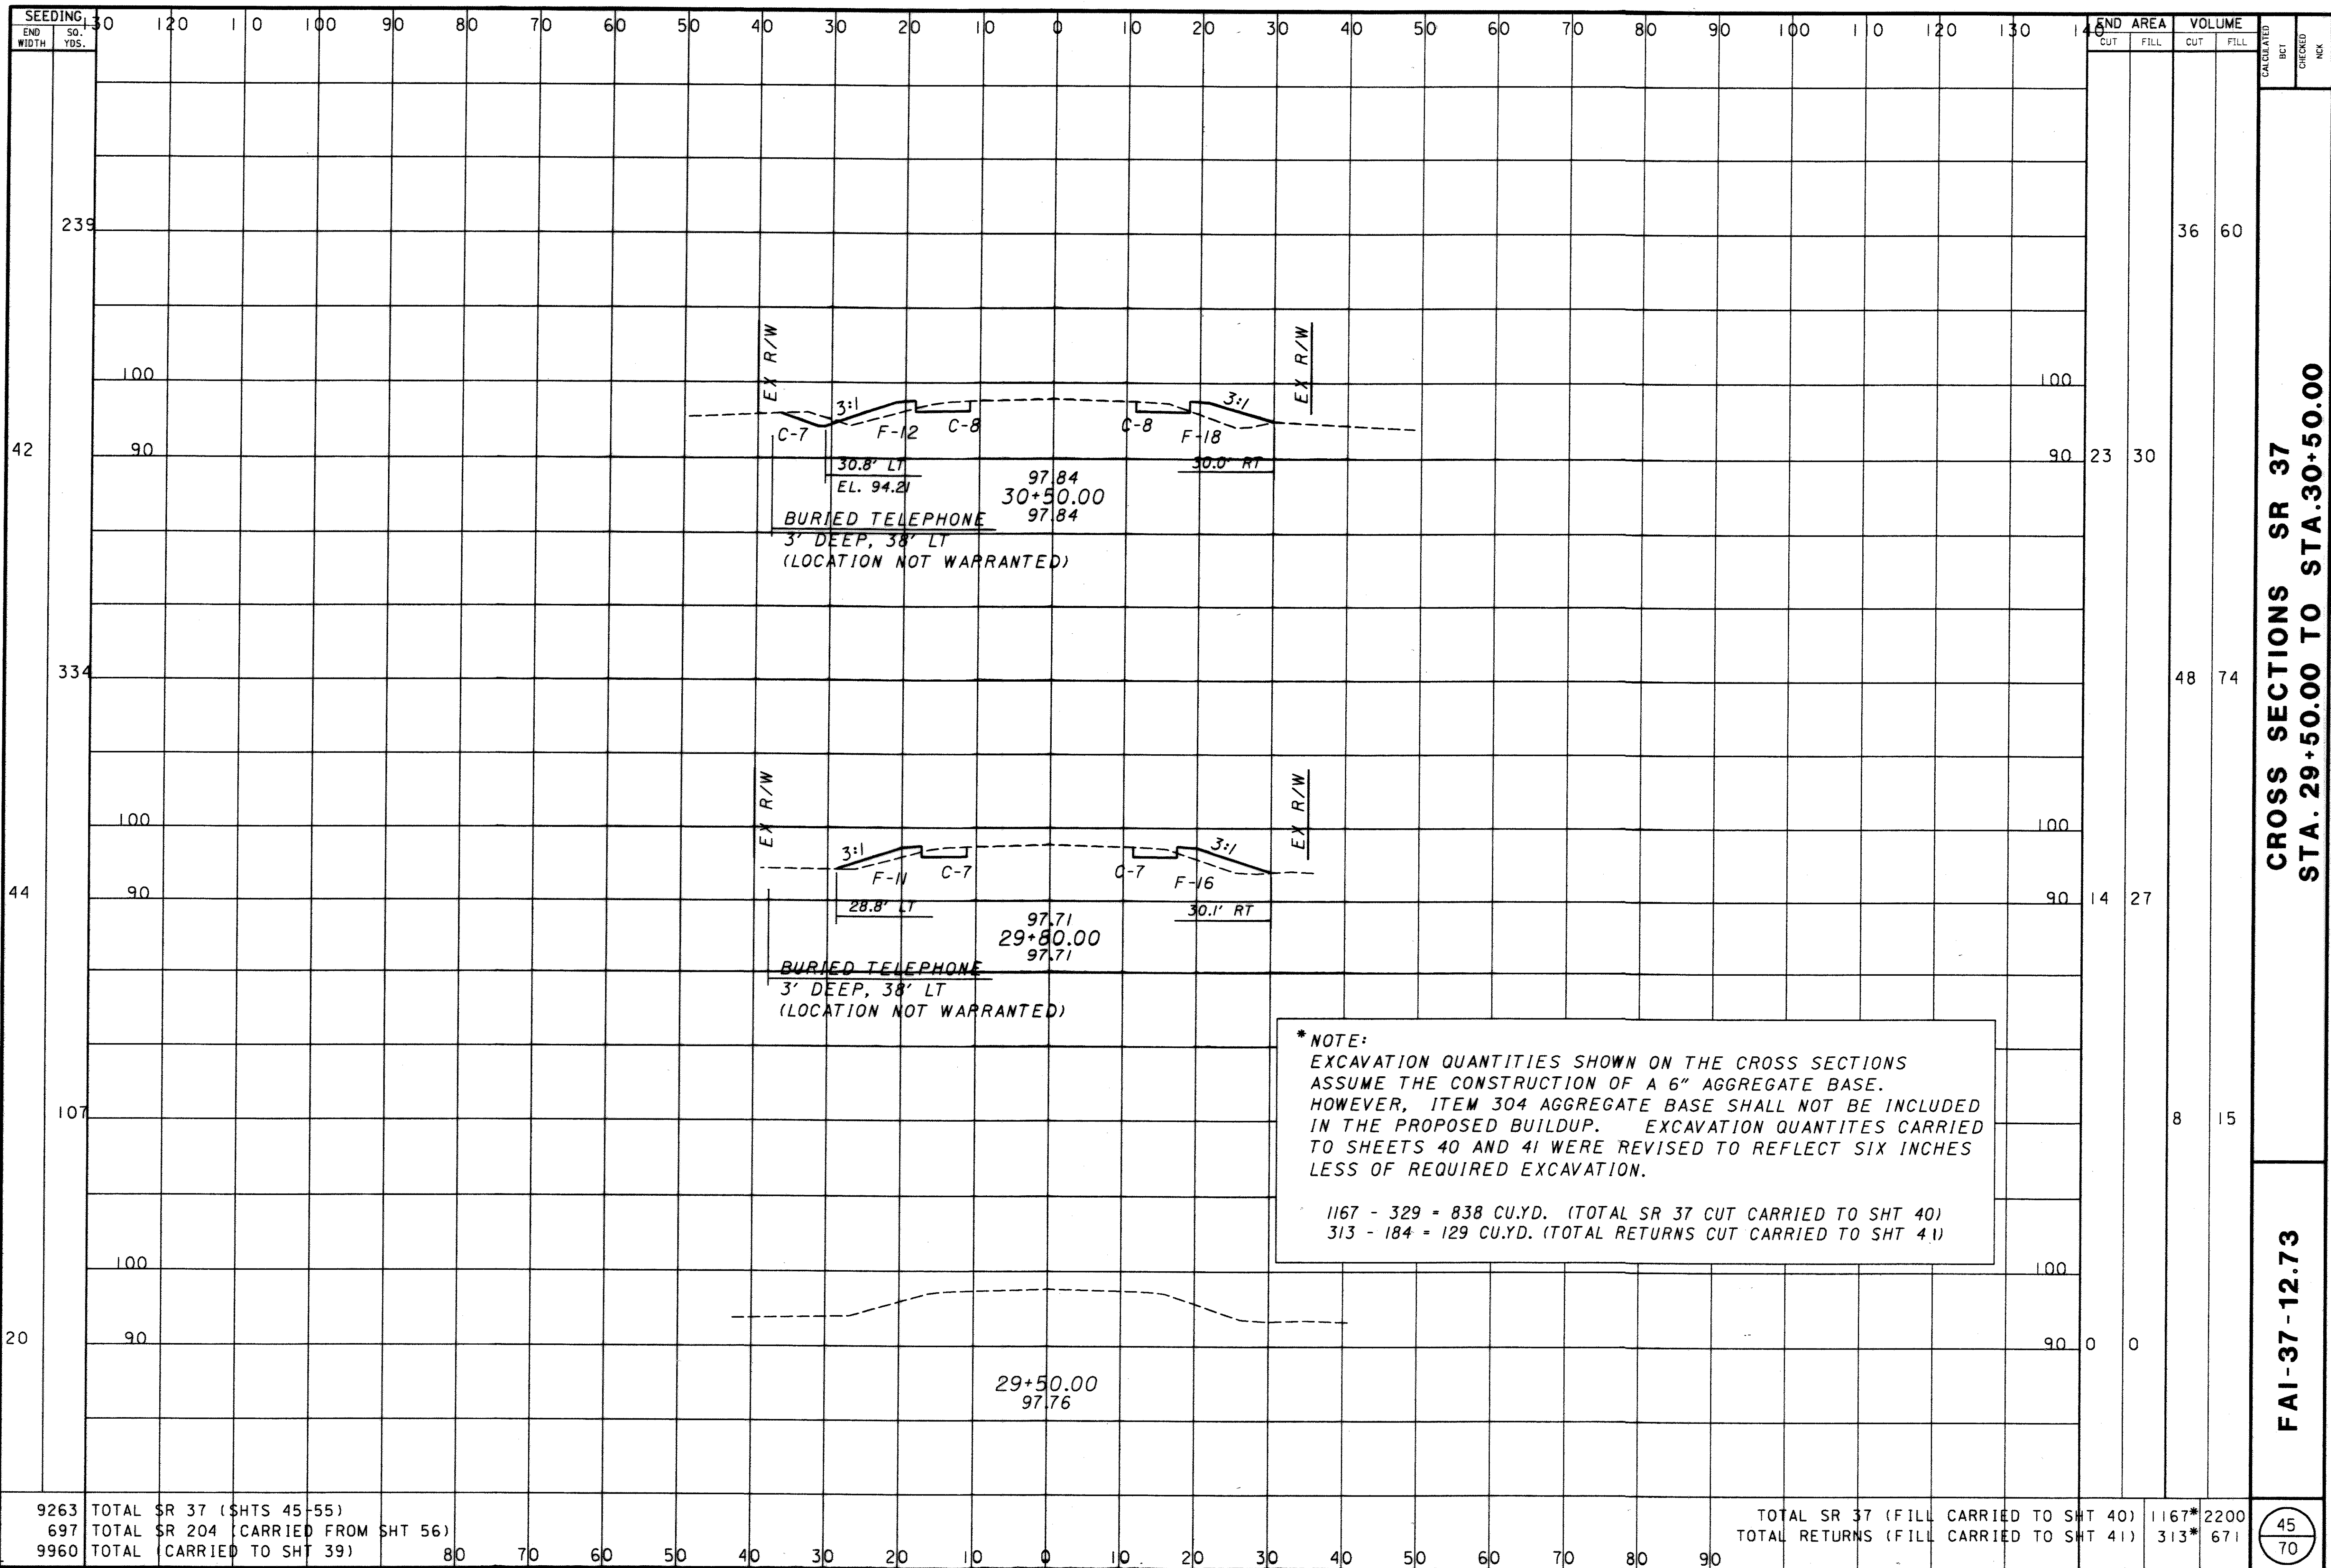 SEEDING
END WIDTH
SQ. YDS.
130 120 110 100 90 80 70 60 50 40 30 20 10 0 10 20 30 40 50 60 70 80 90 100 110 120 130 140
END AREA
VOLUME
CUT FILL CUT FILL
CALCULATED
BCT
CHECKED
NCK
239
36 60
EX R/W
EX R/W
100
100
3:1
3:1
C-7
F-12
C-8
C-8
F-18
42
90
90
23 30
30.8' LT
EL. 94.21
30.0' RT
97.84
30+50.00
97.84
BURIED TELEPHONE
3' DEEP, 38' LT
(LOCATION NOT WARRANTED)
334
48 74
EX R/W
EX R/W
100
100
3:1
3:1
F-11
C-7
C-7
F-16
44
90
90
14 27
28.8' LT
30.1' RT
97.71
29+80.00
97.71
BURIED TELEPHONE
3' DEEP, 38' LT
(LOCATION NOT WARRANTED)
*NOTE:
EXCAVATION QUANTITIES SHOWN ON THE CROSS SECTIONS
ASSUME THE CONSTRUCTION OF A 6" AGGREGATE BASE.
HOWEVER, ITEM 304 AGGREGATE BASE SHALL NOT BE INCLUDED
IN THE PROPOSED BUILDUP. EXCAVATION QUANTITES CARRIED
TO SHEETS 40 AND 41 WERE REVISED TO REFLECT SIX INCHES
LESS OF REQUIRED EXCAVATION.
1167 - 329 = 838 CU.YD. (TOTAL SR 37 CUT CARRIED TO SHT 40)
313 - 184 = 129 CU.YD. (TOTAL RETURNS CUT CARRIED TO SHT 41)
107
8 15
100
100
20
90
90
0 0
29+50.00
97.76
9263 TOTAL SR 37 (SHTS 45-55)
697 TOTAL SR 204 (CARRIED FROM SHT 56)
9960 TOTAL (CARRIED TO SHT 39)
80 70 60 50 40 30 20 10 0 10 20 30 40 50 60 70 80 90
TOTAL SR 37 (FILL CARRIED TO SHT 40) 1167* 2200
TOTAL RETURNS (FILL CARRIED TO SHT 41) 313* 671
CROSS SECTIONS SR 37
STA. 29+50.00 TO STA.30+50.00
FAI-37-12.73
45
70